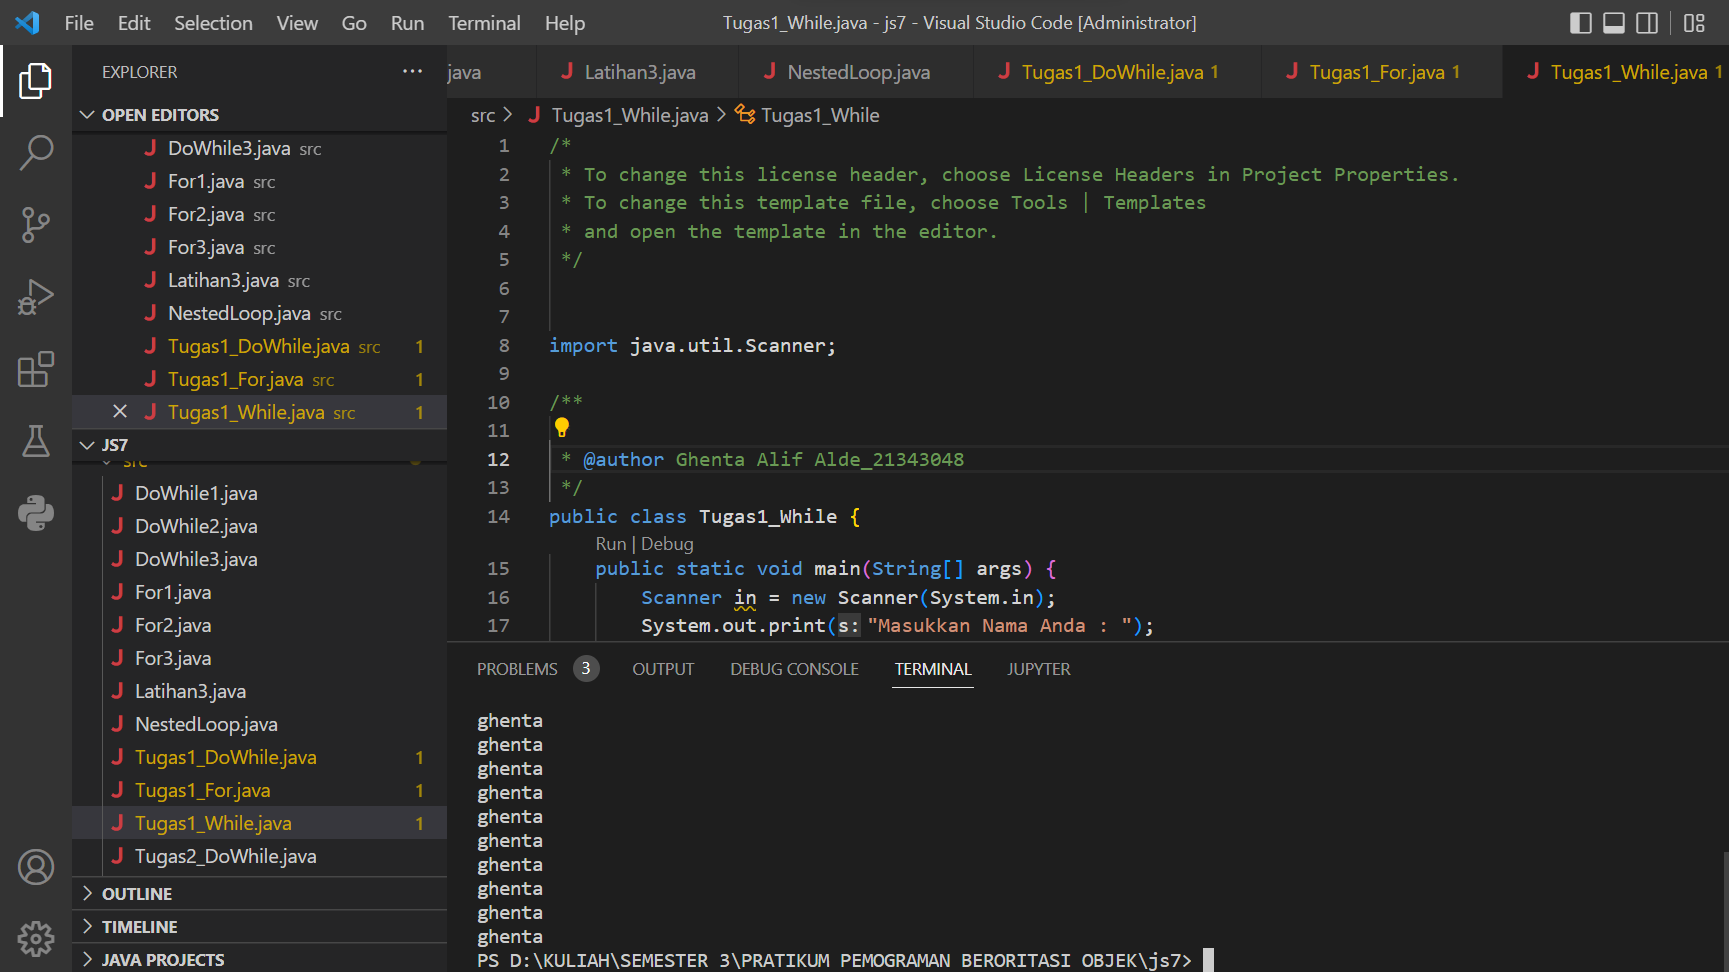 File Edit Selection View Go Run Terminal Help
Tugas1_While.java - js7 - Visual Studio Code [Administrator]
EXPLORER
OPEN EDITORS
DoWhile3.java src
For1.java src
For2.java src
For3.java src
Latihan3.java src
NestedLoop.java src
Tugas1_DoWhile.java src 1
Tugas1_For.java src 1
Tugas1_While.java src 1
JS7
src
DoWhile1.java
DoWhile2.java
DoWhile3.java
For1.java
For2.java
For3.java
Latihan3.java
NestedLoop.java
Tugas1_DoWhile.java 1
Tugas1_For.java 1
Tugas1_While.java 1
Tugas2_DoWhile.java
OUTLINE
TIMELINE
JAVA PROJECTS
java Latihan3.java NestedLoop.java Tugas1_DoWhile.java 1 Tugas1_For.java 1 Tugas1_While.java 1
src > Tugas1_While.java > Tugas1_While
1 /*
2 * To change this license header, choose License Headers in Project Properties.
3 * To change this template file, choose Tools | Templates
4 * and open the template in the editor.
5 */
6
7
8 import java.util.Scanner;
9
10 /**
11
12 * @author Ghenta Alif Alde_21343048
13 */
14 public class Tugas1_While {
Run | Debug
15 public static void main(String[] args) {
16 Scanner in = new Scanner(System.in);
17 System.out.print(s: "Masukkan Nama Anda : ");
PROBLEMS 3 OUTPUT DEBUG CONSOLE TERMINAL JUPYTER
ghenta
ghenta
ghenta
ghenta
ghenta
ghenta
ghenta
ghenta
ghenta
ghenta
PS D:\KULIAH\SEMESTER 3\PRATIKUM PEMOGRAMAN BERORITASI OBJEK\js7>